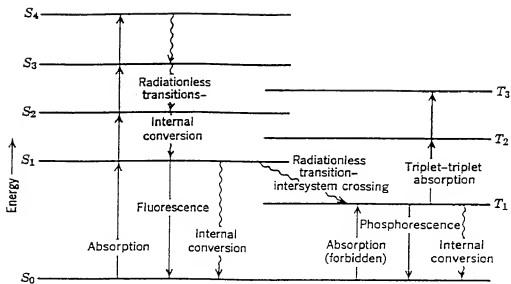 S4
S3
Radiationless
transitions-
T3
S2
Internal
conversion
T2
S1
Radiationless
transition-
intersystem crossing
Triplet–triplet
absorption
Energy
T1
Fluorescence
Phosphorescence
Absorption
Internal
conversion
Absorption
(forbidden)
Internal
conversion
S0